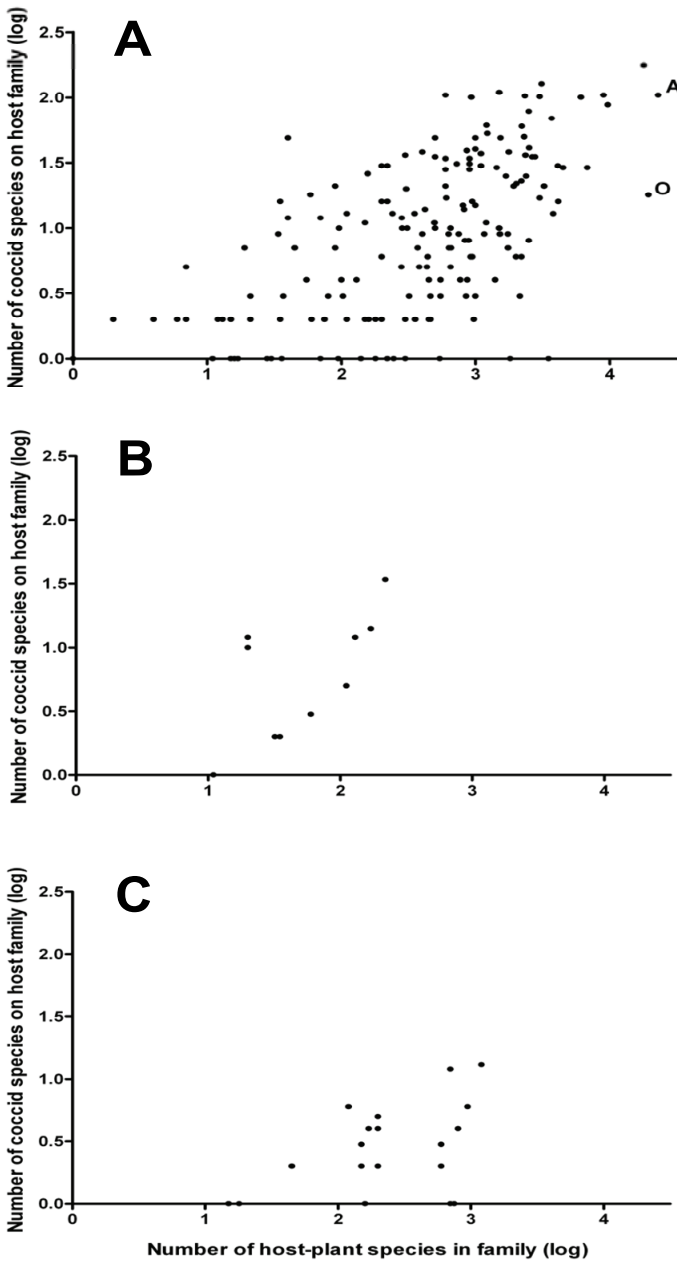 A
Number of coccid species on host family (log)
2.5
2.0
1.5
1.0
0.5
0.0
0 1 2 3 4
A
O
B
Number of coccid species on host family (log)
2.5
2.0
1.5
1.0
0.5
0.0
0 1 2 3 4
C
Number of coccid species on host family (log)
2.5
2.0
1.5
1.0
0.5
0.0
0 1 2 3 4
Number of host-plant species in family (log)